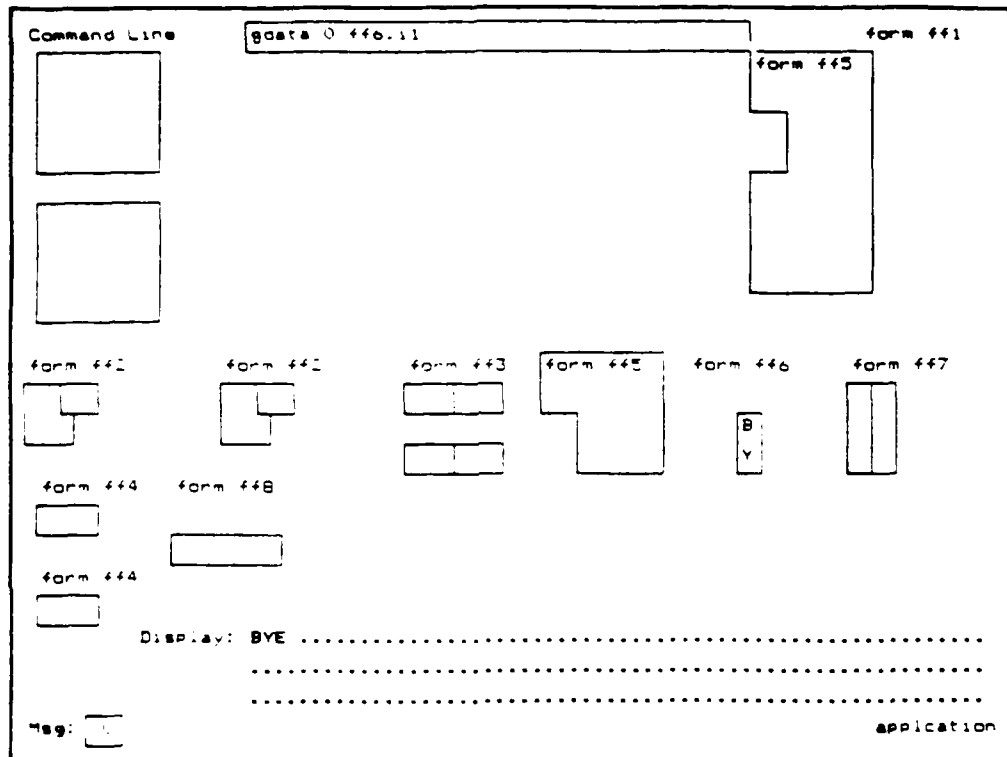 Command Line gdata 0 ff6.i1 form ff1
form ff5
form ff2 form ff2 form ff3 form ff5 form ff6 form ff7
B
Y
form ff4 form ff8
form ff4
Display: BYE ........................................................
............................................................
............................................................
Msg: application